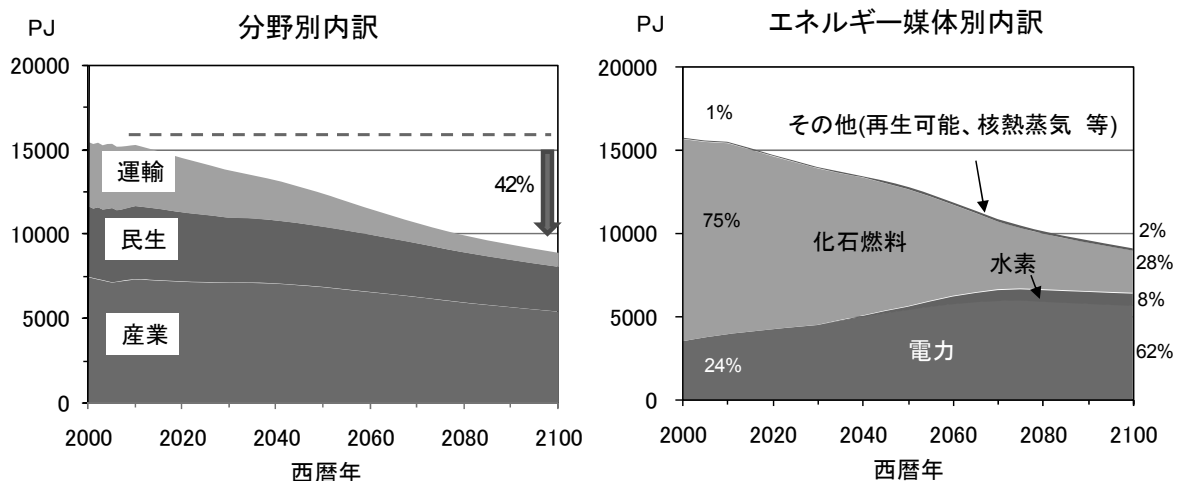 分野別内訳
PJ
20000
15000
10000
5000
0
運輸
民生
産業
42%
2000 2020 2040 2060 2080 2100
西暦年
エネルギー媒体別内訳
PJ
20000
15000
10000
5000
0
1%
その他(再生可能、核熱蒸気 等)
75%
化石燃料
水素
24%
電力
2%
28%
8%
62%
2000 2020 2040 2060 2080 2100
西暦年